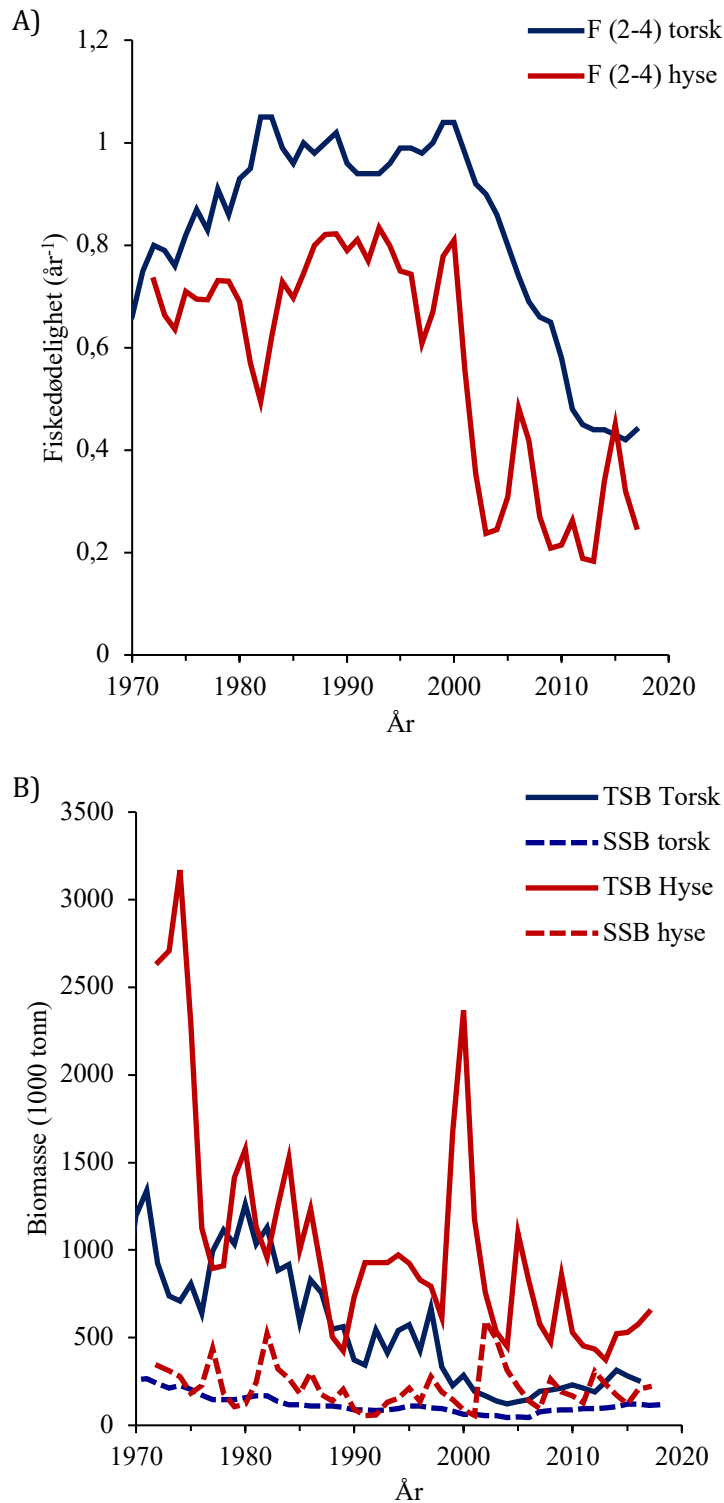 A)
F (2-4) torsk
F (2-4) hyse
1,2
1
0,8
0,6
0,4
0,2
0
Fiskedødelighet (år-1)
1970 1980 1990 2000 2010 2020
År
B)
TSB Torsk
SSB torsk
TSB Hyse
SSB hyse
3500
3000
2500
2000
1500
1000
500
0
Biomasse (1000 tonn)
1970 1980 1990 2000 2010 2020
År